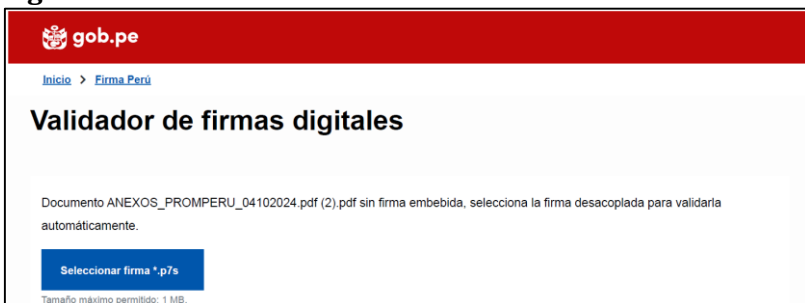 gob.pe
Inicio > Firma Perú
Validador de firmas digitales
Documento ANEXOS_PROMPERU_04102024.pdf (2).pdf sin firma embebida, selecciona la firma desacoplada para validarla
automáticamente.
Seleccionar firma *.p7s
Tamaño máximo permitido: 1 MB.